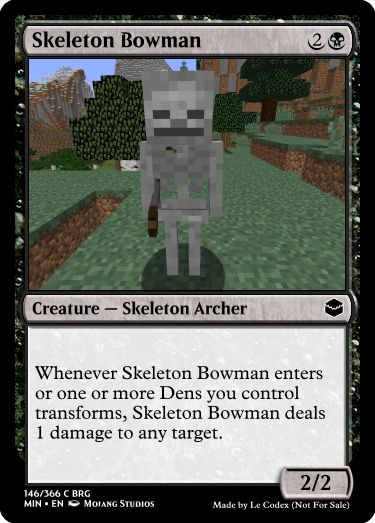 Skeleton Bowman 2
Creature — Skeleton Archer
Whenever Skeleton Bowman enters
or one or more Dens you control
transforms, Skeleton Bowman deals
1 damage to any target.
2/2
146/366 C BRG
MIN • EN Mojang Studios
Made by Le Codex (Not For Sale)